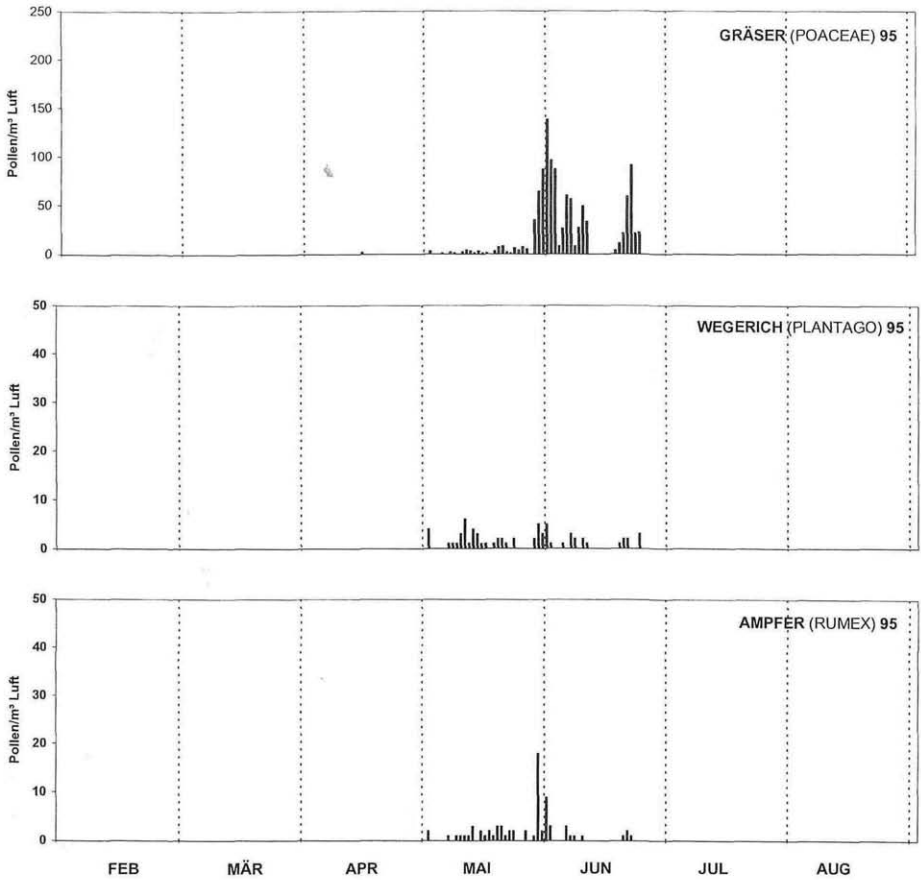 GRÄSER (POACEAE) 95
Pollen/m³ Luft
250
200
150
100
50
0
WEGERICH (PLANTAGO) 95
Pollen/m³ Luft
50
40
30
20
10
0
AMPFER (RUMEX) 95
Pollen/m³ Luft
50
40
30
20
10
0
FEB MÄR APR MAI JUN JUL AUG